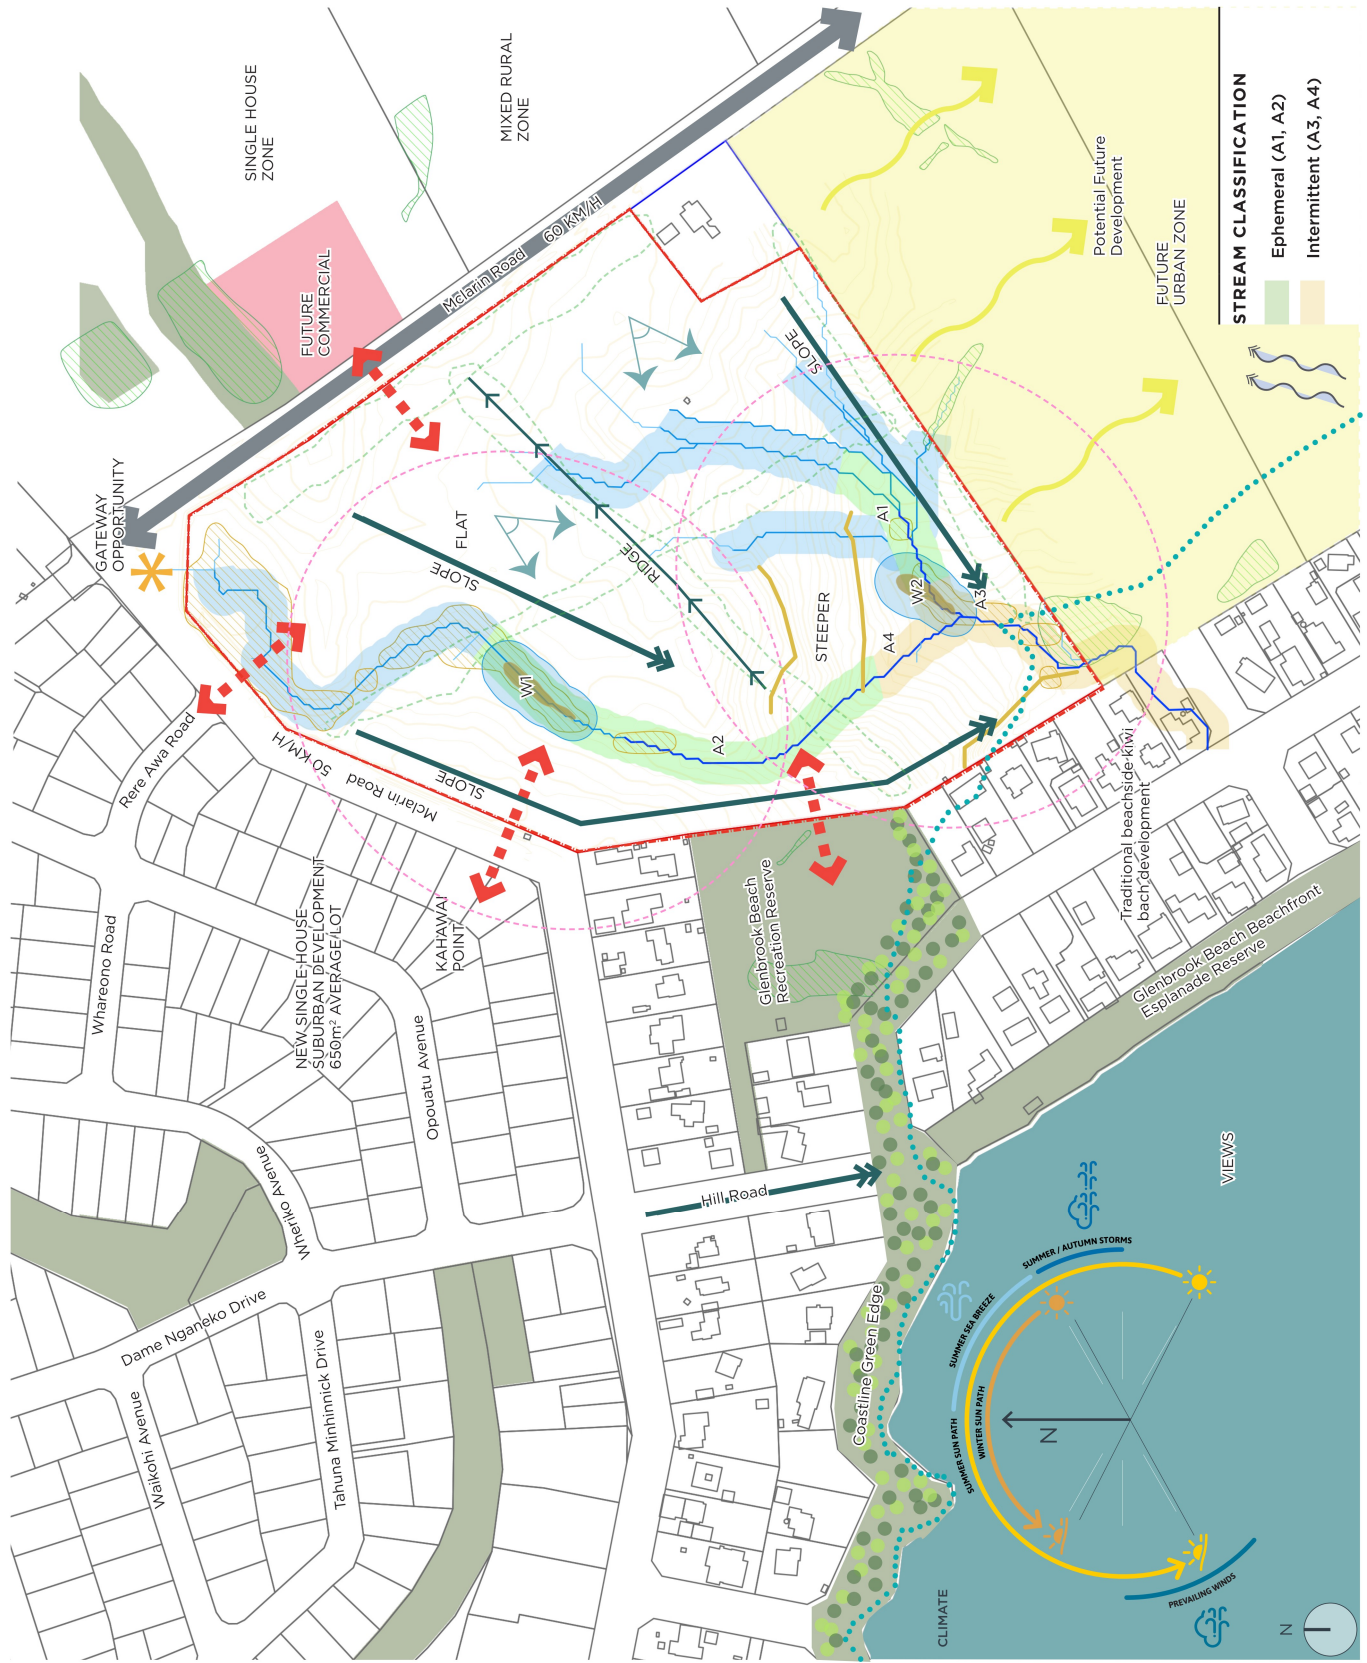 SINGLE HOUSE
ZONE
MIXED RURAL
ZONE
FUTURE
COMMERCIAL
Mclarin Road
60 KM/H
GATEWAY
OPPORTUNITY
STREAM CLASSIFICATION
Ephemeral (A1, A2)
Intermittent (A3, A4)
Potential Future
Development
FUTURE
URBAN ZONE
SLOPE
FLAT
SLOPE
RIDGE
STEEPER
A1
W2
A3
A4
W1
A2
SLOPE
50 KM/H
Mclarin Road
Rere Awa Road
Whareono Road
NEW SINGLE HOUSE
SUBURBAN DEVELOPMENT
650m² AVERAGE/LOT
KAHAWAI
POINT
Opouatu Avenue
Glenbrook Beach
Recreation Reserve
Traditional beachside kiwi
bach development
Glenbrook Beach Beachfront
Esplanade Reserve
Wheriko Avenue
Hill Road
Dame Nganeko Drive
Tahuna Minhinnick Drive
Waikohi Avenue
Coastline Green Edge
VIEWS
SUMMER / AUTUMN STORMS
SUMMER SEA BREEZE
SUMMER SUN PATH
WINTER SUN PATH
N
PREVAILING WINDS
CLIMATE
N